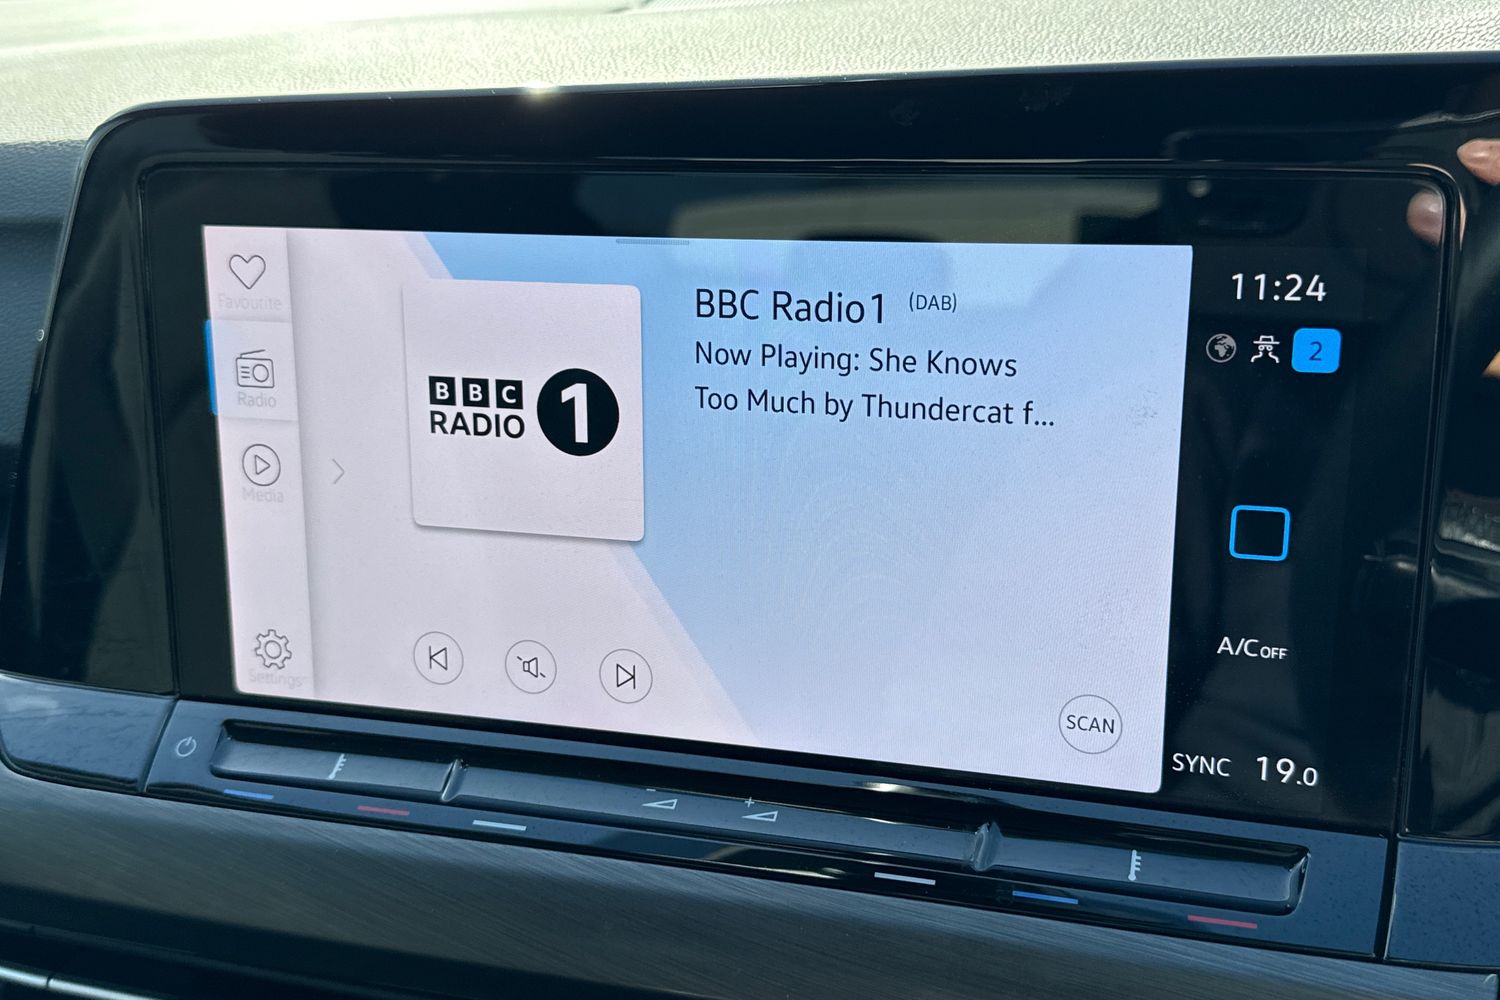 Favourite
Radio
Media
Settings
BBC
RADIO 1
BBC Radio1 (DAB)
Now Playing: She Knows
Too Much by Thundercat f...
SCAN
11:24
2
A/C OFF
SYNC 19.0